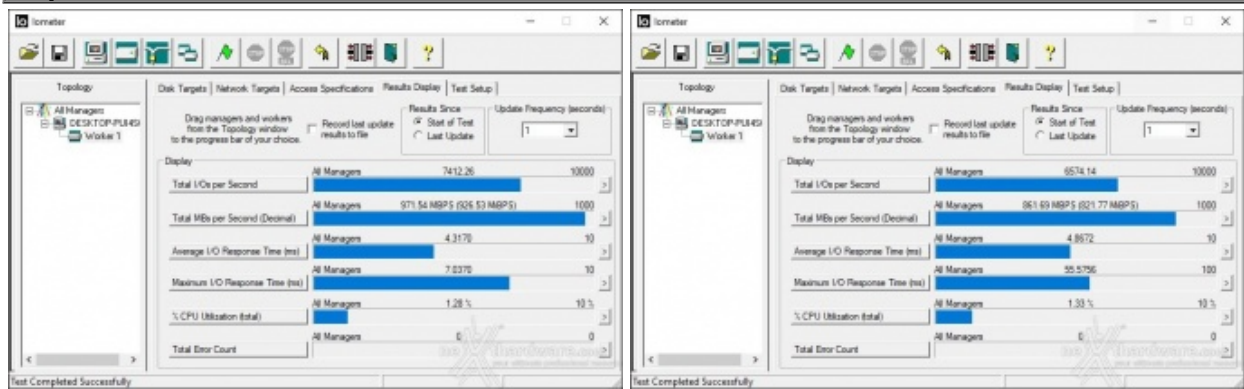 Iometer
Topology
All Managers
Worker 1
Disk Targets | Network Targets | Access Specifications | Results Display | Test Setup
Drag managers and workers
from the Topology window
to the progress bar of your choice.
Record last update
results to file
Results Since
Start of Test
Last Update
Update Frequency (seconds)
1
Display
All Managers 7412.26 10000
Total I/Os per Second
All Managers 971.54 MBPS (926.53 MiBPS) 1000
Total MBs per Second (Decimal)
All Managers 4.3170 10
Average I/O Response Time (ms)
All Managers 7.0370 10
Maximum I/O Response Time (ms)
All Managers 1.28 % 10 %
% CPU Utilization (total)
All Managers 0 0
Total Error Count
Test Completed Successfully
Iometer
Topology
All Managers
Worker 1
Disk Targets | Network Targets | Access Specifications | Results Display | Test Setup
Drag managers and workers
from the Topology window
to the progress bar of your choice.
Record last update
results to file
Results Since
Start of Test
Last Update
Update Frequency (seconds)
1
Display
All Managers 6574.14 10000
Total I/Os per Second
All Managers 861.69 MBPS (821.77 MiBPS) 1000
Total MBs per Second (Decimal)
All Managers 4.8672 10
Average I/O Response Time (ms)
All Managers 55.5756 100
Maximum I/O Response Time (ms)
All Managers 1.33 % 10 %
% CPU Utilization (total)
All Managers 0 0
Total Error Count
Test Completed Successfully